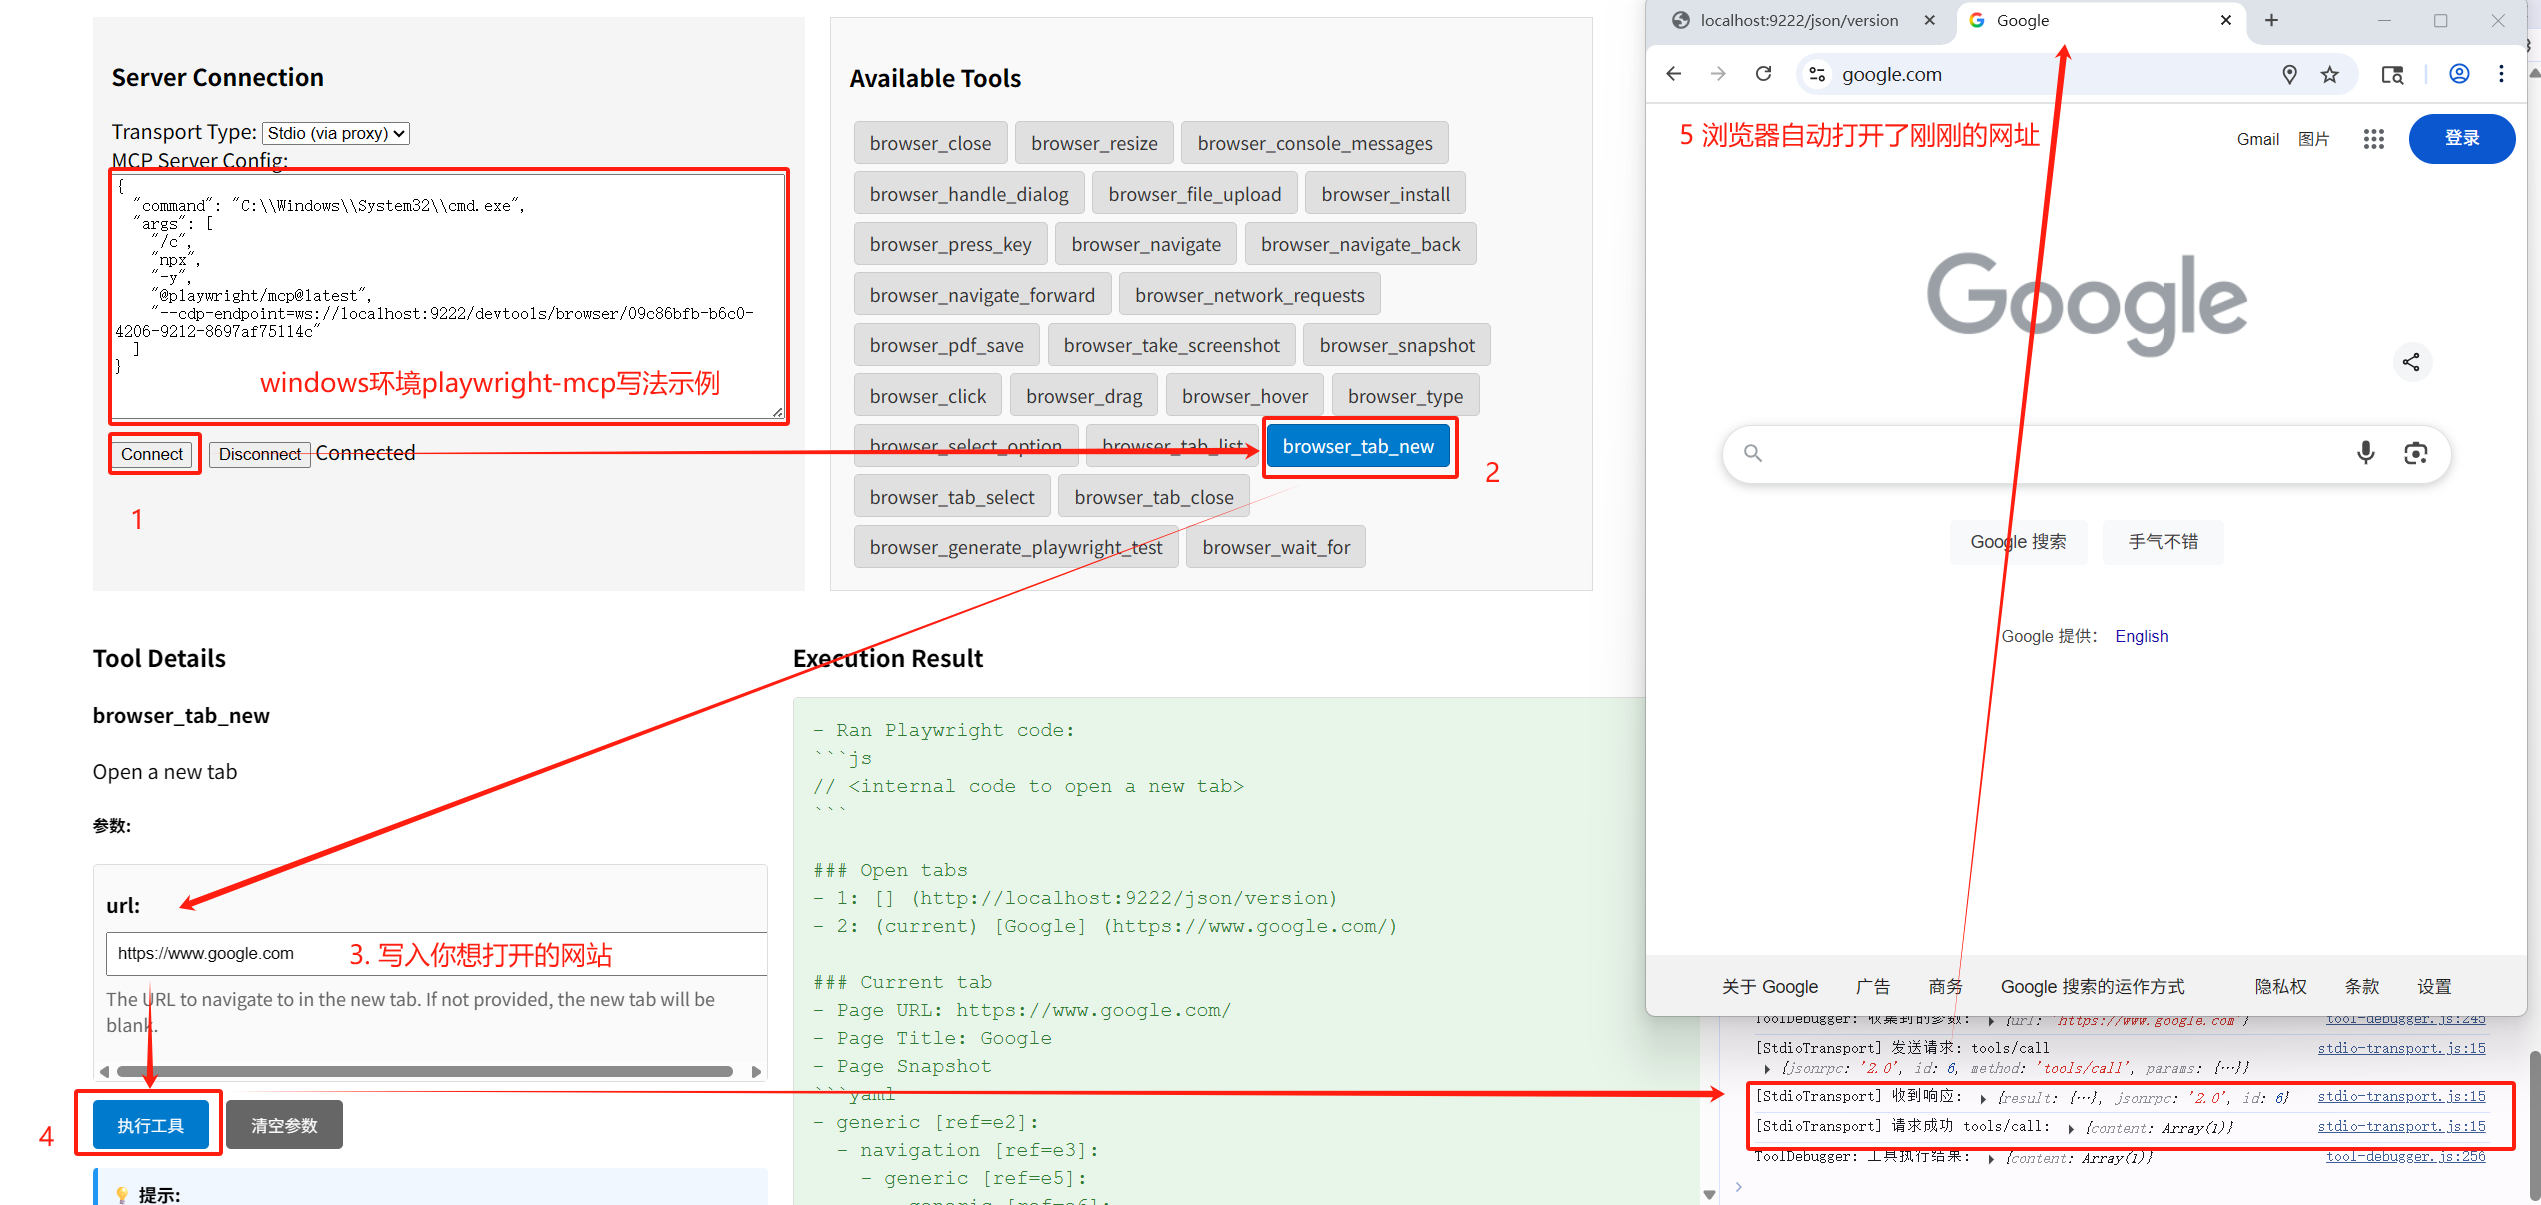 Server Connection
Transport Type: Stdio (via proxy)
MCP Server Config:
{
"command": "C:\\Windows\\System32\\cmd.exe",
"args": [
"/c",
"npx",
"-y",
"@playwright/mcp@latest",
"--cdp-endpoint=ws://localhost:9222/devtools/browser/09c86bfb-b6c0-
4206-9212-8697af75114c"
]
}
windows环境playwright-mcp写法示例
Connect Disconnect Connected
1
Available Tools
browser_close browser_resize browser_console_messages
browser_handle_dialog browser_file_upload browser_install
browser_press_key browser_navigate browser_navigate_back
browser_navigate_forward browser_network_requests
browser_pdf_save browser_take_screenshot browser_snapshot
browser_click browser_drag browser_hover browser_type
browser_select_option browser_tab_list browser_tab_new
2
browser_tab_select browser_tab_close
browser_generate_playwright_test browser_wait_for
Tool Details
browser_tab_new
Open a new tab
参数:
url:
https://www.google.com
3. 写入你想打开的网站
The URL to navigate to in the new tab. If not provided, the new tab will be
blank.
4
执行工具 清空参数
提示:
Execution Result
- Ran Playwright code:
```js
// <internal code to open a new tab>
```
### Open tabs
- 1: [] (http://localhost:9222/json/version)
- 2: (current) [Google] (https://www.google.com/)
### Current tab
- Page URL: https://www.google.com/
- Page Title: Google
- Page Snapshot
```yaml
- generic [ref=e2]:
- navigation [ref=e3]:
- generic [ref=e5]:
- generic [ref=e6]:
localhost:9222/json/version Google
google.com
5 浏览器自动打开了刚刚的网址
Gmail 图片 登录
Google
Google 搜索 手气不错
Google 提供： English
关于 Google 广告 商务 Google 搜索的运作方式 隐私权 条款 设置
ToolDebugger: 收集到的参数: {url: 'https://www.google.com'} tool-debugger.js:245
[StdioTransport] 发送请求: tools/call stdio-transport.js:15
{jsonrpc: '2.0', id: 6, method: 'tools/call', params: {…}}
[StdioTransport] 收到响应: {result: {…}, jsonrpc: '2.0', id: 6} stdio-transport.js:15
[StdioTransport] 请求成功 tools/call: {content: Array(1)} stdio-transport.js:15
ToolDebugger: 工具执行结果: {content: Array(1)} tool-debugger.js:256